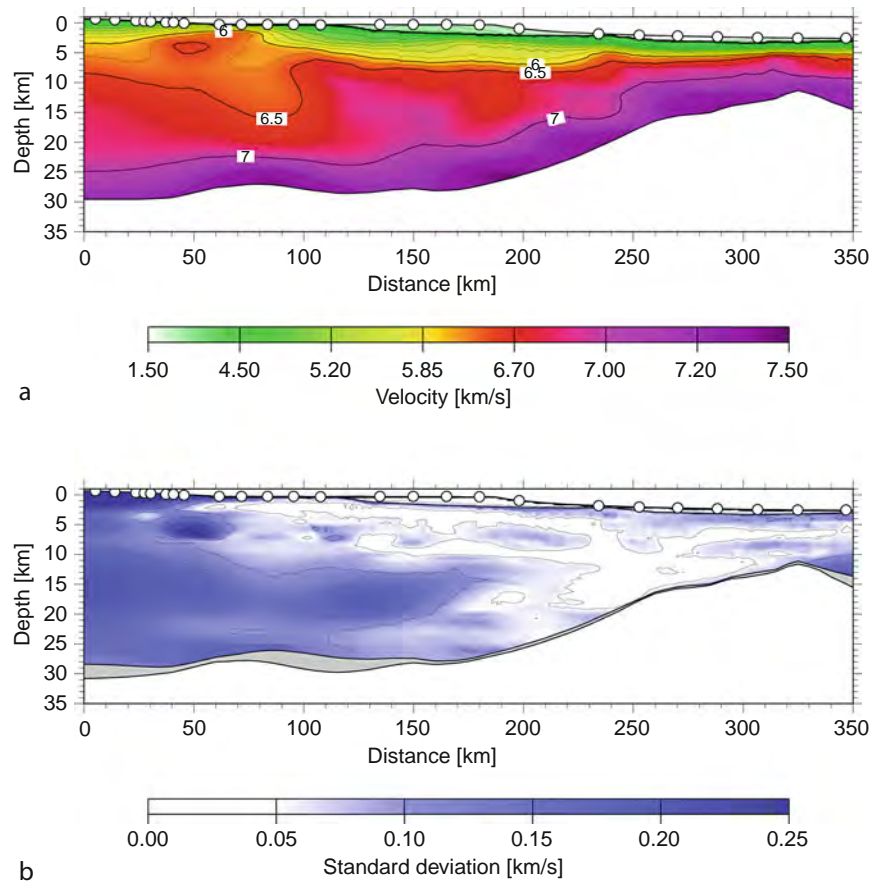 0
5
10
15
20
25
30
35
Depth [km]
6
6
6.5
6.5
7
7
0 50 100 150 200 250 300 350
Distance [km]
1.50 4.50 5.20 5.85 6.70 7.00 7.20 7.50
Velocity [km/s]
a
0
5
10
15
20
25
30
35
Depth [km]
0 50 100 150 200 250 300 350
Distance [km]
0.00 0.05 0.10 0.15 0.20 0.25
Standard deviation [km/s]
b